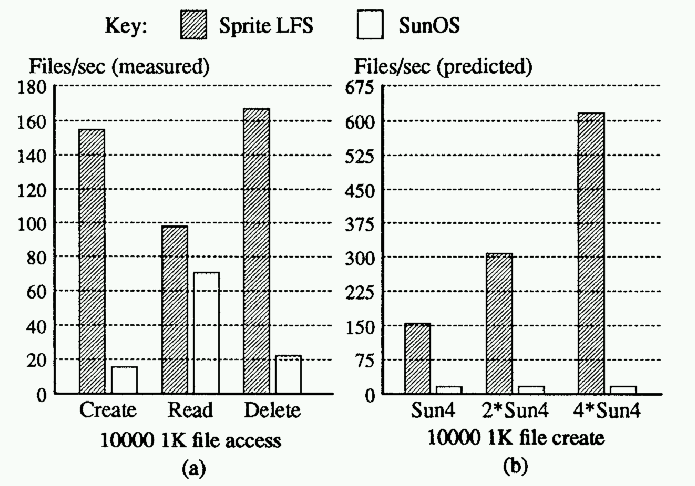 Key: Sprite LFS SunOS
Files/sec (measured)
180
160
140
120
100
80
60
40
20
0
Create Read Delete
10000 1K file access
(a)
Files/sec (predicted)
675
600
525
450
375
300
225
150
75
0
Sun4 2*Sun4 4*Sun4
10000 1K file create
(b)